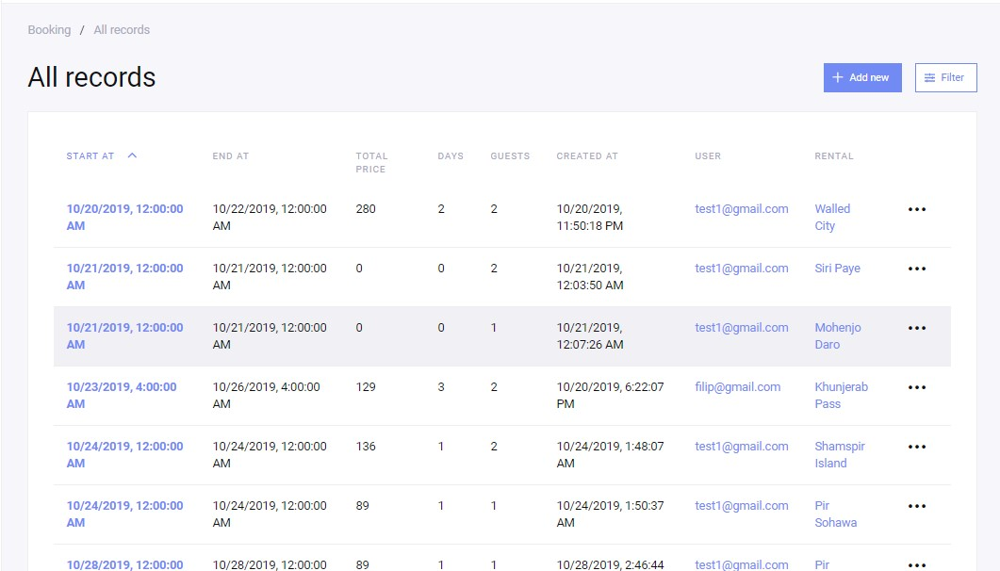 Booking / All records
All records
Add new
Filter
START AT END AT TOTAL PRICE DAYS GUESTS CREATED AT USER RENTAL
10/20/2019, 12:00:00 AM 10/22/2019, 12:00:00 AM 280 2 2 10/20/2019, 11:50:18 PM test1@gmail.com Walled City
10/21/2019, 12:00:00 AM 10/21/2019, 12:00:00 AM 0 0 2 10/21/2019, 12:03:50 AM test1@gmail.com Siri Paye
10/21/2019, 12:00:00 AM 10/21/2019, 12:00:00 AM 0 0 1 10/21/2019, 12:07:26 AM test1@gmail.com Mohenjo Daro
10/23/2019, 4:00:00 AM 10/26/2019, 4:00:00 AM 129 3 2 10/20/2019, 6:22:07 PM filip@gmail.com Khunjerab Pass
10/24/2019, 12:00:00 AM 10/24/2019, 12:00:00 AM 136 1 2 10/24/2019, 1:48:07 AM test1@gmail.com Shamspir Island
10/24/2019, 12:00:00 AM 10/24/2019, 12:00:00 AM 89 1 1 10/24/2019, 1:50:37 AM test1@gmail.com Pir Sohawa
10/28/2019, 12:00:00 10/28/2019, 12:00:00 89 1 1 10/28/2019, 2:46:44 test1@gmail.com Pir